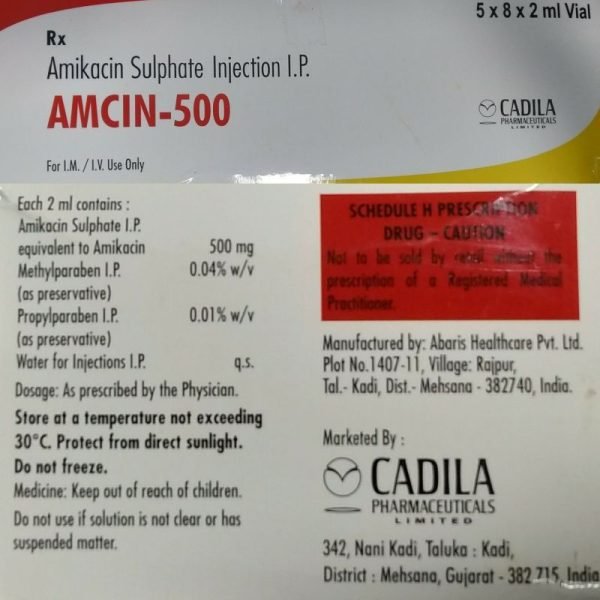 5 x 8 x 2 ml Vial
Rx
Amikacin Sulphate Injection I.P.
AMCIN-500
CADILA
PHARMACEUTICALS
LIMITED
For I.M. / I.V. Use Only
Each 2 ml contains :
Amikacin Sulphate I.P.
equivalent to Amikacin 500 mg
Methylparaben I.P. 0.04% w/v
(as preservative)
Propylparaben I.P. 0.01% w/v
(as preservative)
Water for Injections I.P. q.s.
Dosage: As prescribed by the Physician.
Store at a temperature not exceeding
30°C. Protect from direct sunlight.
Do not freeze.
Medicine: Keep out of reach of children.
Do not use if solution is not clear or has
suspended matter.
SCHEDULE H PRESCRIPTION
DRUG - CAUTION
Not to be sold by retail without the
prescription of a Registered Medical
Practitioner.
Manufactured by: Abaris Healthcare Pvt. Ltd.
Plot No.1407-11, Village: Rajpur,
Tal.- Kadi, Dist.- Mehsana - 382740, India.
Marketed By :
CADILA
PHARMACEUTICALS
LIMITED
342, Nani Kadi, Taluka : Kadi,
District : Mehsana, Gujarat - 382 715, India